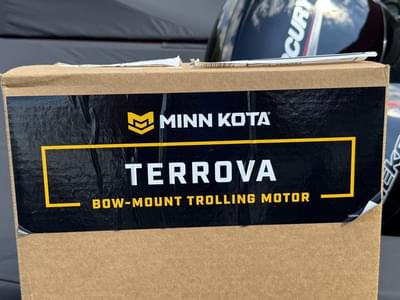 MINN KOTA
TERROVA
BOW-MOUNT TROLLING MOTOR